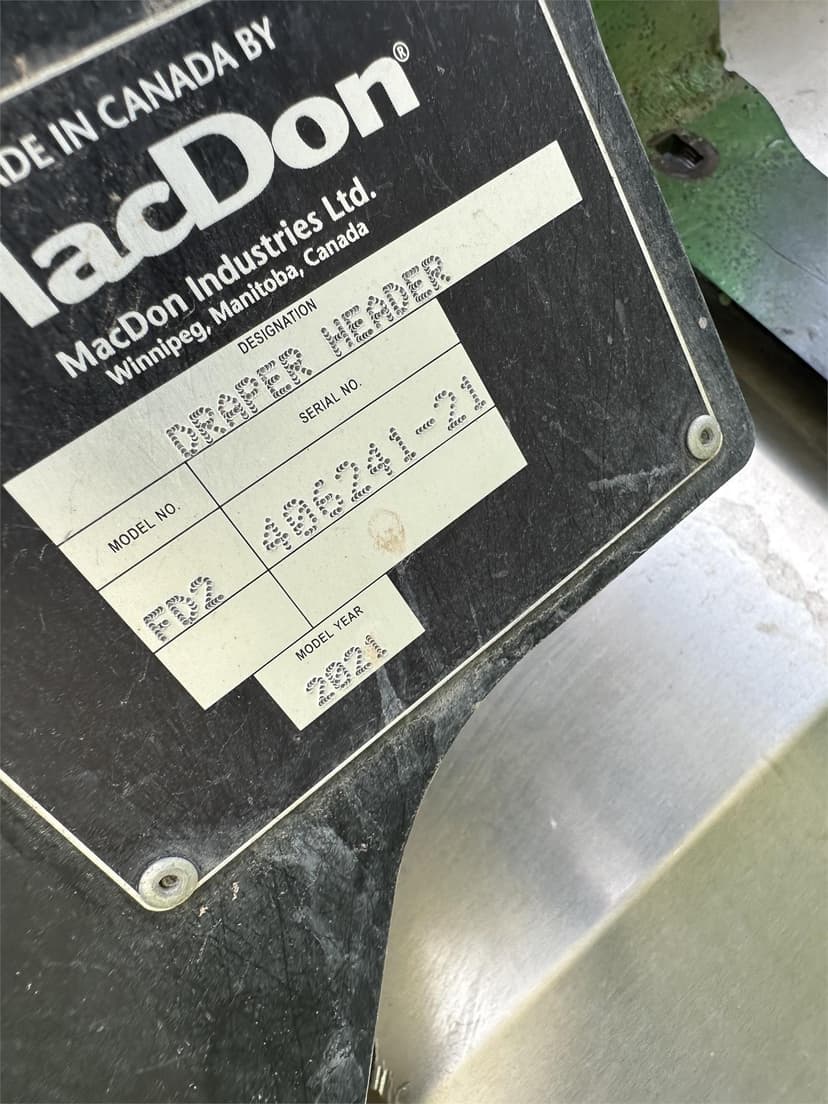 ADE IN CANADA BY
MacDon®
MacDon Industries Ltd.
Winnipeg, Manitoba, Canada
DESIGNATION
DRAPER HEADER
MODEL NO.
SERIAL NO.
FD2
406241-21
MODEL YEAR
2021